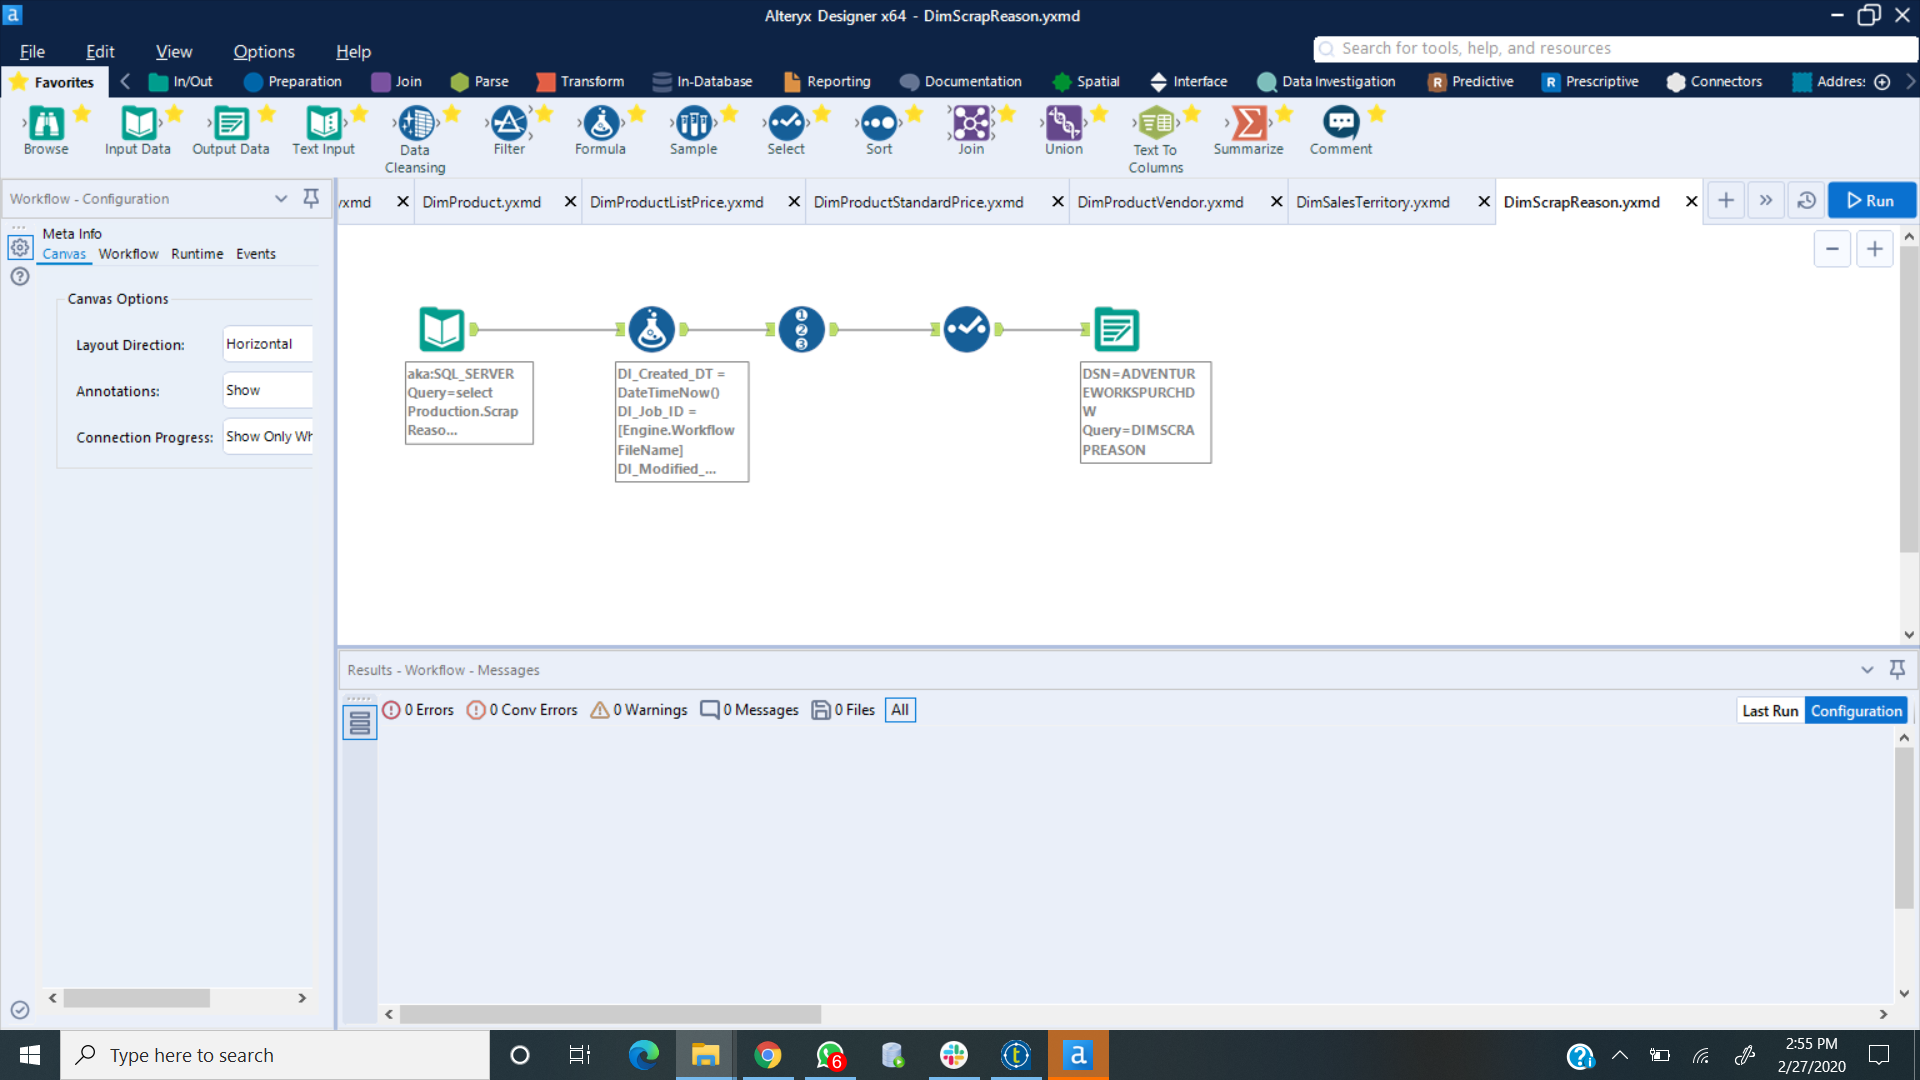 a
Alteryx Designer x64 - DimScrapReason.yxmd
File Edit View Options Help
Search for tools, help, and resources
Favorites In/Out Preparation Join Parse Transform In-Database Reporting Documentation Spatial Interface Data Investigation R Predictive R Prescriptive Connectors Addres:
Browse Input Data Output Data Text Input Data Cleansing Filter Formula Sample Select Sort Join Union Text To Columns Summarize Comment
Workflow - Configuration
yxmd DimProduct.yxmd DimProductListPrice.yxmd DimProductStandardPrice.yxmd DimProductVendor.yxmd DimSalesTerritory.yxmd DimScrapReason.yxmd Run
Meta Info
Canvas Workflow Runtime Events
Canvas Options
Layout Direction: Horizontal
Annotations: Show
Connection Progress: Show Only Wh
1
2
3
aka:SQL_SERVER
Query=select
Production.Scrap
Reaso...
DI_Created_DT =
DateTimeNow()
DI_Job_ID =
[Engine.Workflow
FileName]
DI_Modified_...
DSN=ADVENTUR
EWORKSPURCHD
W
Query=DIMSCRA
PREASON
Results - Workflow - Messages
0 Errors 0 Conv Errors 0 Warnings 0 Messages 0 Files All
Last Run Configuration
Type here to search
6
t
a
2:55 PM
2/27/2020